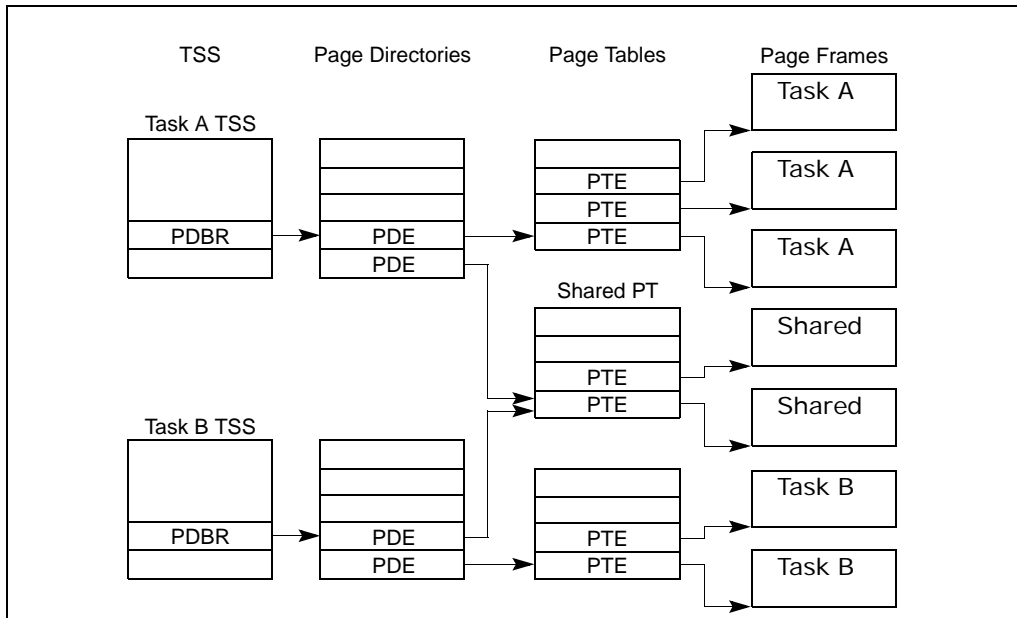 TSS Page Directories Page Tables Page Frames
Task A
Task A TSS
Task A
PTE
PTE
PDBR PDE PTE
Task A
PDE
Shared PT
Shared
PTE
PTE
Shared
Task B TSS
Task B
PDBR PDE PTE
PDE PTE
Task B